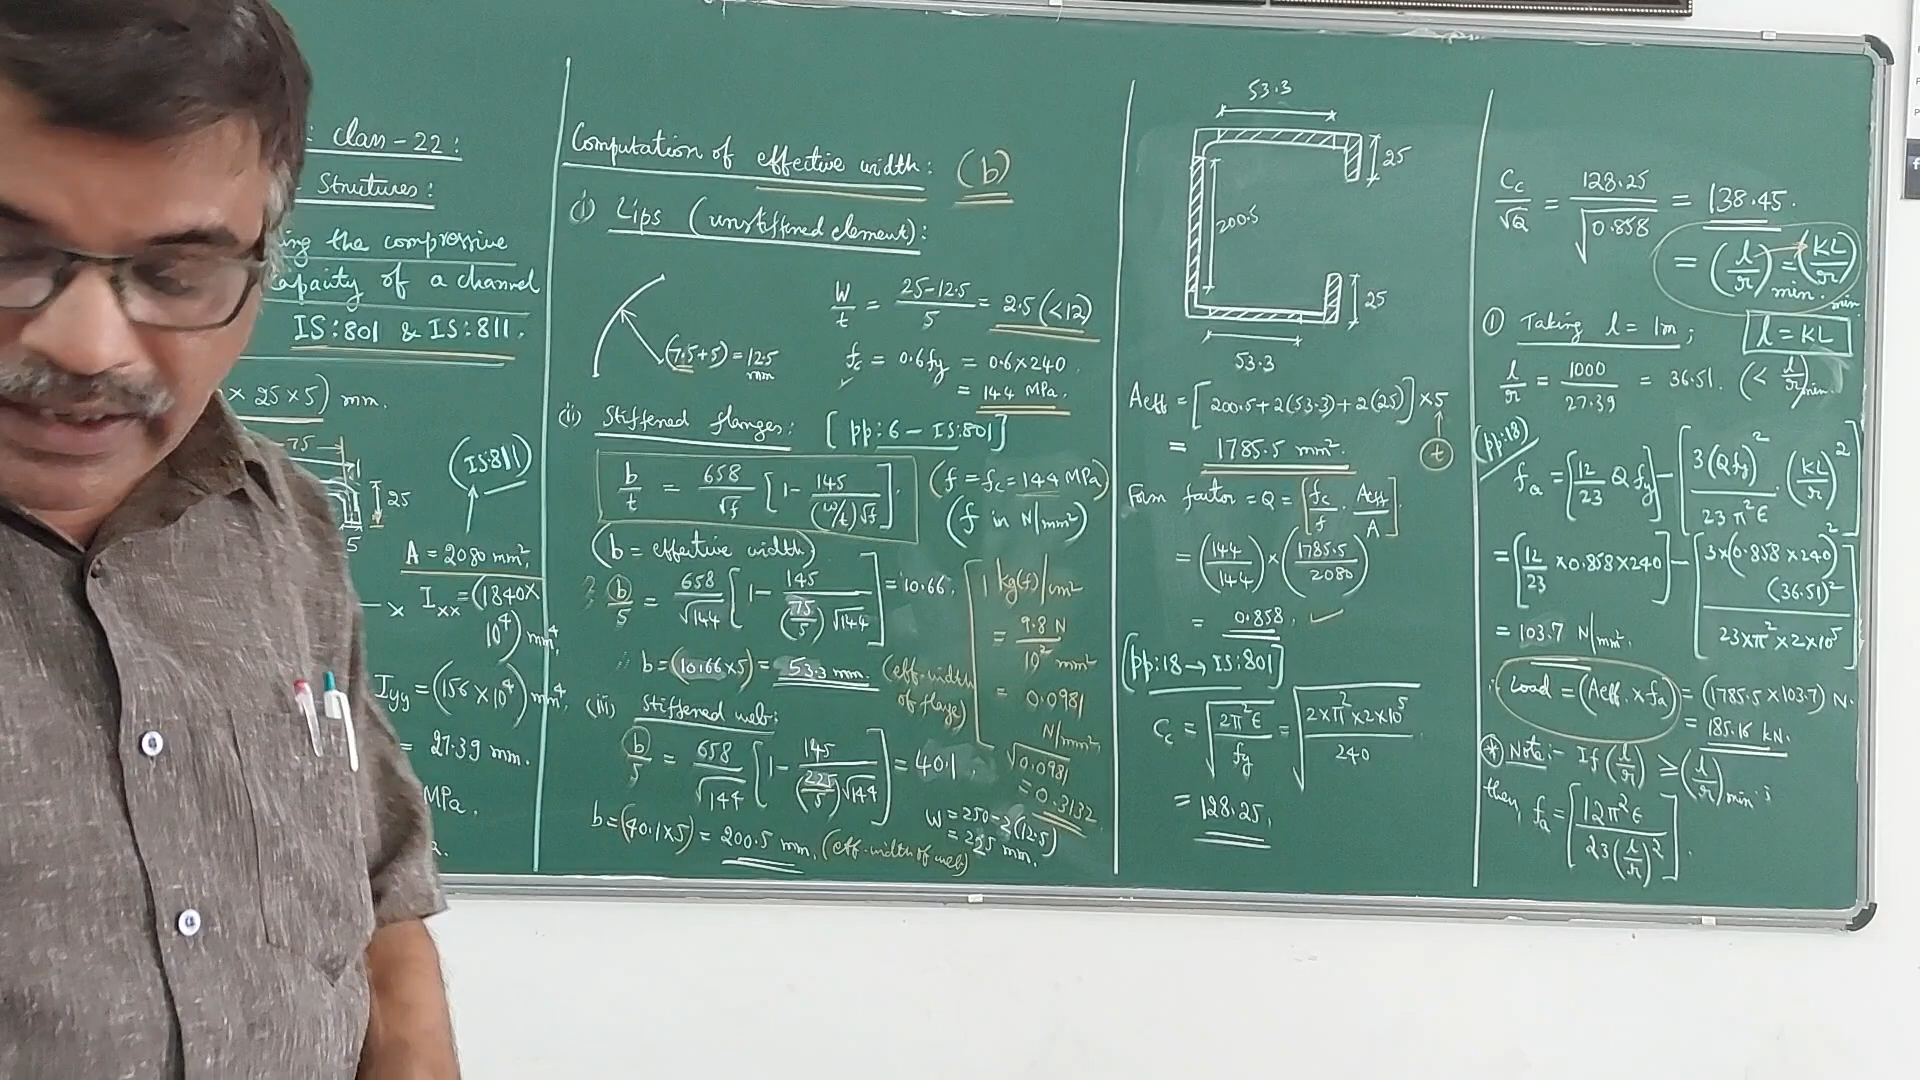 : Class - 22 :
- Structures :
ing the compressive
capacity of a channel
IS:801 & IS:811.
× 25 × 5) mm.
75
25
5
(IS:811)
A = 2080 mm²,
x
Ixx = (1840 ×
10⁴) mm⁴,
Iyy = (156 × 10⁴) mm⁴,
= 27.39 mm.
MPa.
2.
Computation of effective width : (b)
(i) Lips (unstiffened element) :
w/t = (25-12.5)/5 = 2.5 (<12)
(7.5+5) = 12.5 mm
fc = 0.6fy = 0.6 × 240
= 144 MPa.
(ii) Stiffened flanges : [pp:6 - IS:801]
b/t = 658/√f [1 - 145/((w/t)√f)]. (f = fc = 144 MPa)
(f in N/mm²)
(b = effective width)
b/5 = 658/√144 [1 - 145/((75/5)√144)] = 10.66.
b = (10.66 × 5) = 53.3 mm. (eff. width of flange)
1 kg(f)/cm²
= 9.8 N/10² mm²
= 0.0981
N/mm²
√0.0981
= 0.3132
(iii) Stiffened web :
b/5 = 658/√144 [1 - 145/((225/5)√144)] = 40.1,
b = (40.1 × 5) = 200.5 mm. (eff. width of web)
w = 250 - 2(12.5)
= 225 mm.
53.3
25
200.5
25
53.3
Aeff = [200.5 + 2(53.3) + 2(25)] × 5
t
= 1785.5 mm².
Form factor = Q = [fc/f · Aeff/A].
= (144/144) × (1785.5/2080)
= 0.858. ✓
[pp:18 → IS:801]
Cc = √(2π²E/fy) = √(2×π²×2×10⁵/240)
= 128.25,
Cc/√Q = 128.25/√0.858 = 138.45.
= (l/r)min. = (KL/r)min
① Taking l = 1m ; l = KL
l/r = 1000/27.39 = 36.51. (< l/r)min.
(pp:18)
fa = [12/23 Q fy] - [3(Qfy)²/23π²E · (KL/r)²]
= [12/23 × 0.858 × 240] - [3×(0.858 × 240)² (36.51)²/23×π²×2×10⁵]
= 103.7 N/mm².
∴ Load = (Aeff. × fa) = (1785.5 × 103.7) N.
= 185.16 kN.
(*) Note :- If (l/r) ≥ (l/r)min ;
then, fa = [12π²E/23(l/r)²].